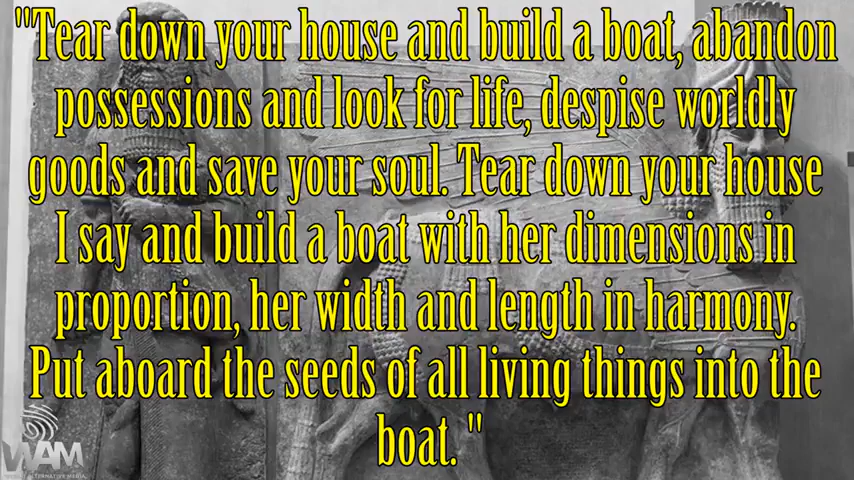 "Tear down your house and build a boat, abandon
possessions and look for life, despise worldly
goods and save your soul. Tear down your house
I say and build a boat with her dimensions in
proportion, her width and length in harmony.
Put aboard the seeds of all living things into the
boat. "
WAM